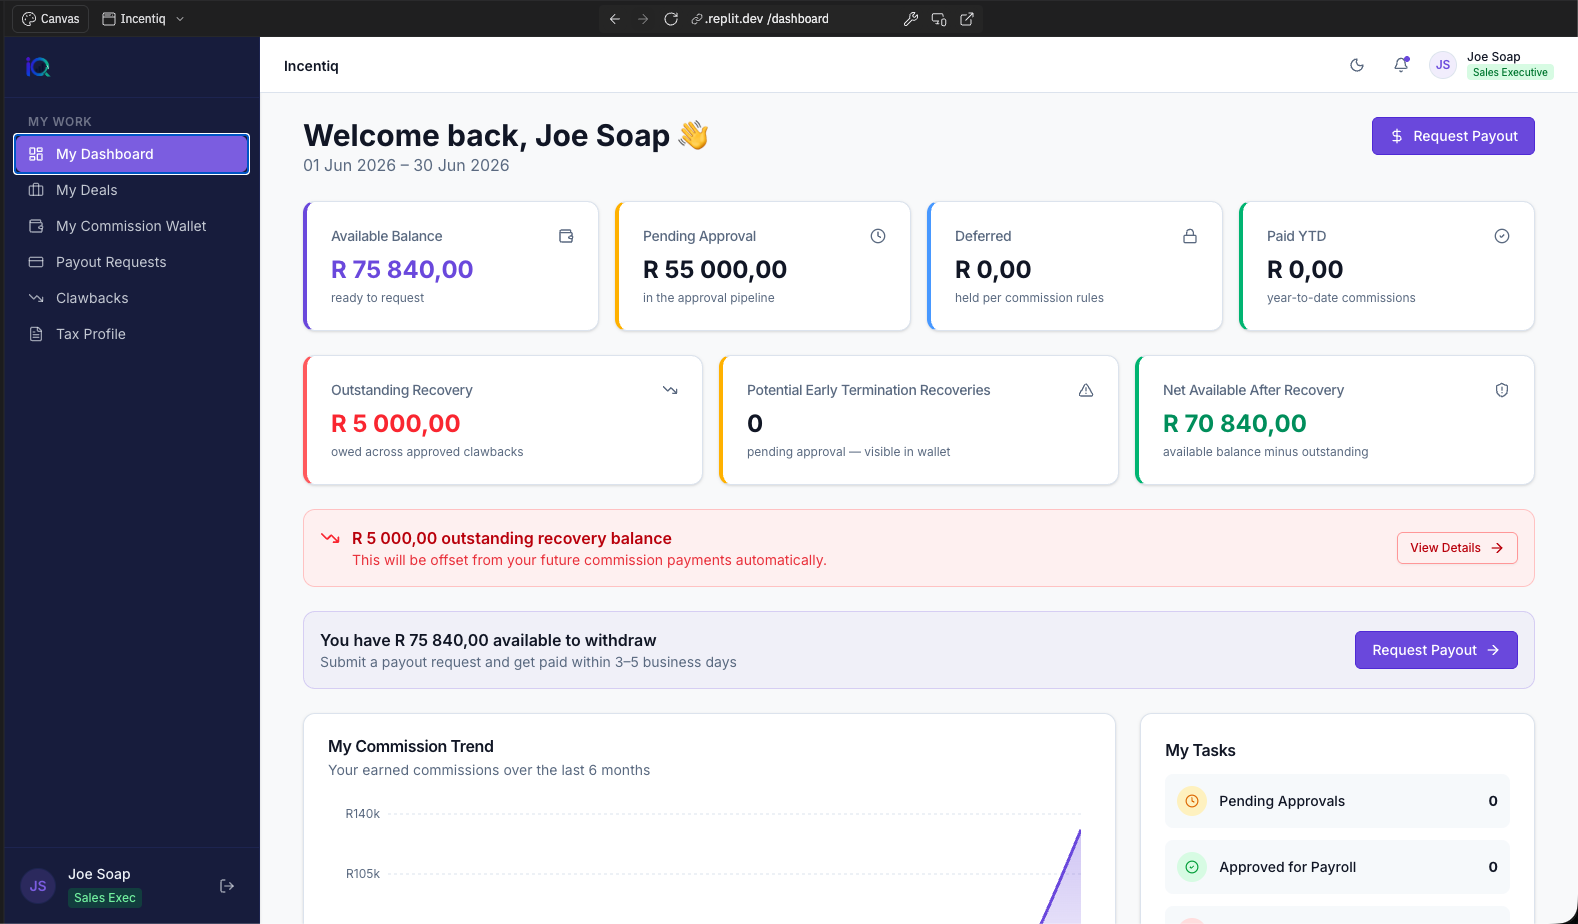 Canvas
Incentiq
.replit.dev /dashboard
iQ
MY WORK
My Dashboard
My Deals
My Commission Wallet
Payout Requests
Clawbacks
Tax Profile
JS
Joe Soap
Sales Exec
Incentiq
JS
Joe Soap
Sales Executive
Welcome back, Joe Soap 👋
01 Jun 2026 – 30 Jun 2026
$ Request Payout
Available Balance
R 75 840,00
ready to request
Pending Approval
R 55 000,00
in the approval pipeline
Deferred
R 0,00
held per commission rules
Paid YTD
R 0,00
year-to-date commissions
Outstanding Recovery
R 5 000,00
owed across approved clawbacks
Potential Early Termination Recoveries
0
pending approval — visible in wallet
Net Available After Recovery
R 70 840,00
available balance minus outstanding
R 5 000,00 outstanding recovery balance
This will be offset from your future commission payments automatically.
View Details →
You have R 75 840,00 available to withdraw
Submit a payout request and get paid within 3–5 business days
Request Payout →
My Commission Trend
Your earned commissions over the last 6 months
R140k
R105k
My Tasks
Pending Approvals 0
Approved for Payroll 0